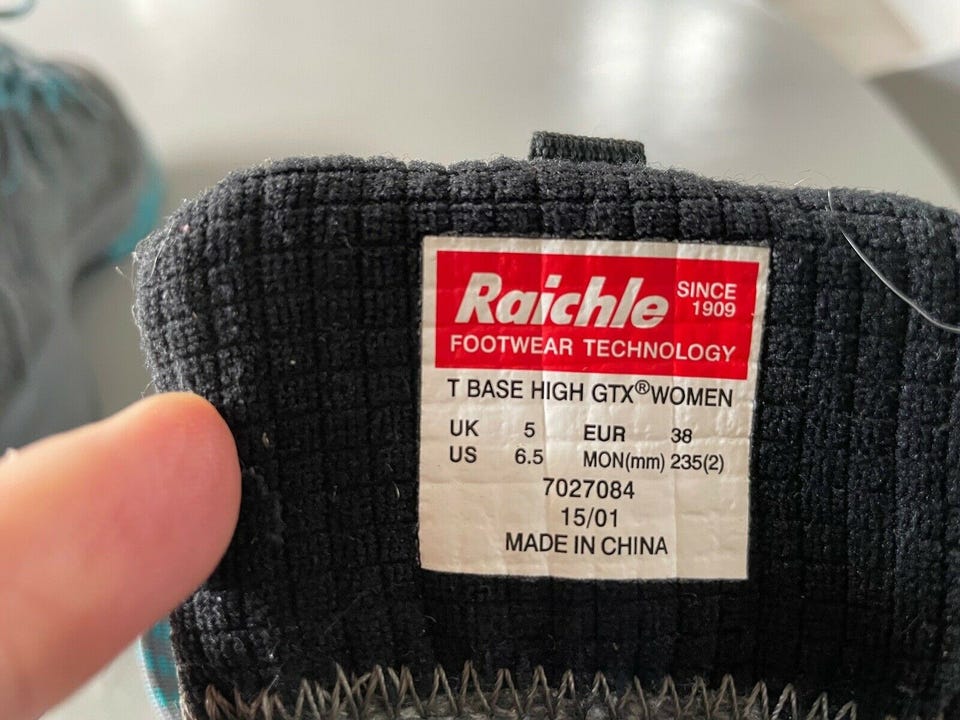 Raichle SINCE 1909
FOOTWEAR TECHNOLOGY
T BASE HIGH GTX®WOMEN
UK 5 EUR 38
US 6.5 MON(mm) 235(2)
7027084
15/01
MADE IN CHINA